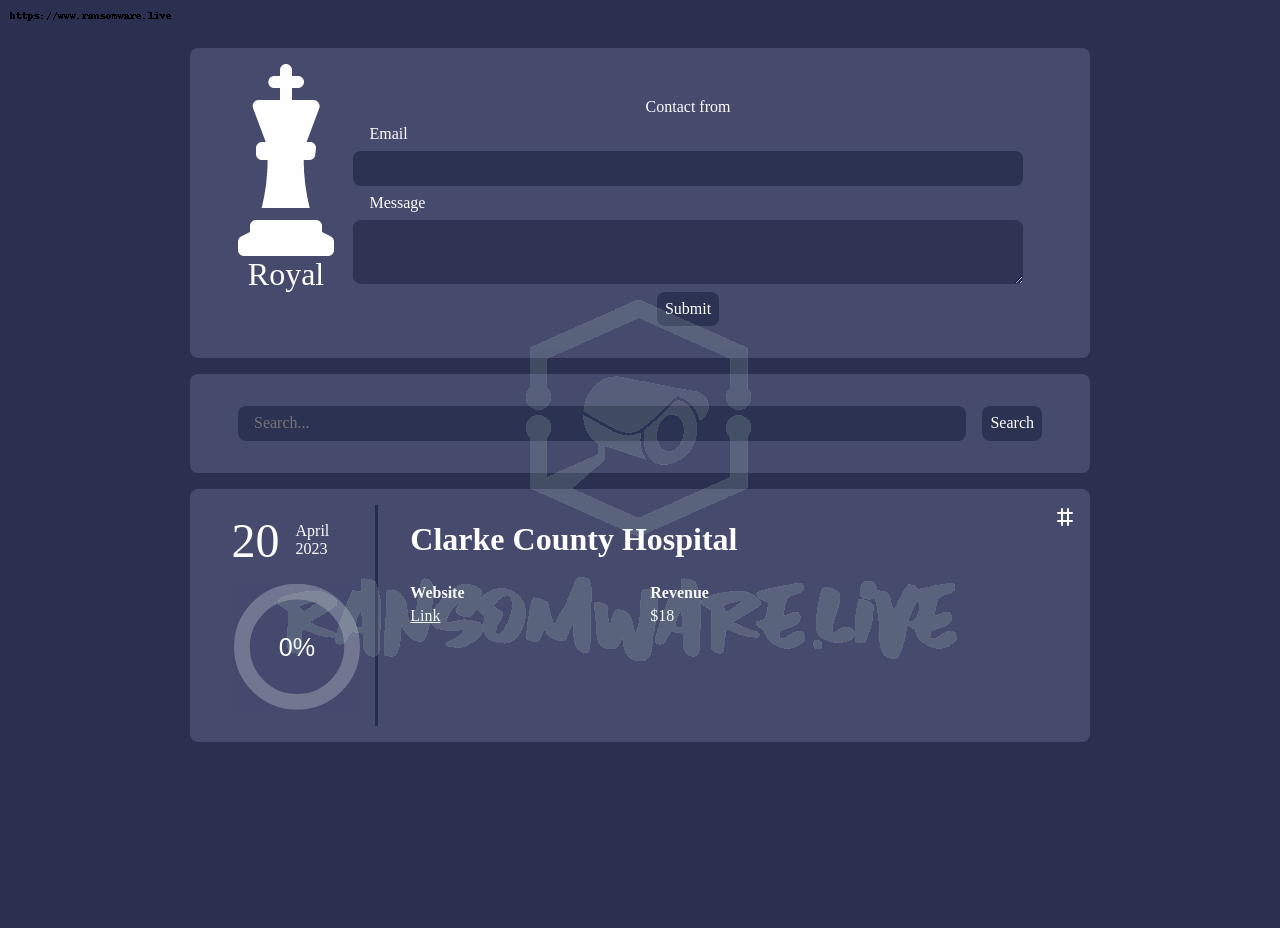 https://www.ransomware.live
Contact from
Email
Message
Royal
Submit
Search...
Search
20
April
2023
Clarke County Hospital
#
Website
Revenue
Link
$18
0%
RANSOMWARE.LIVE